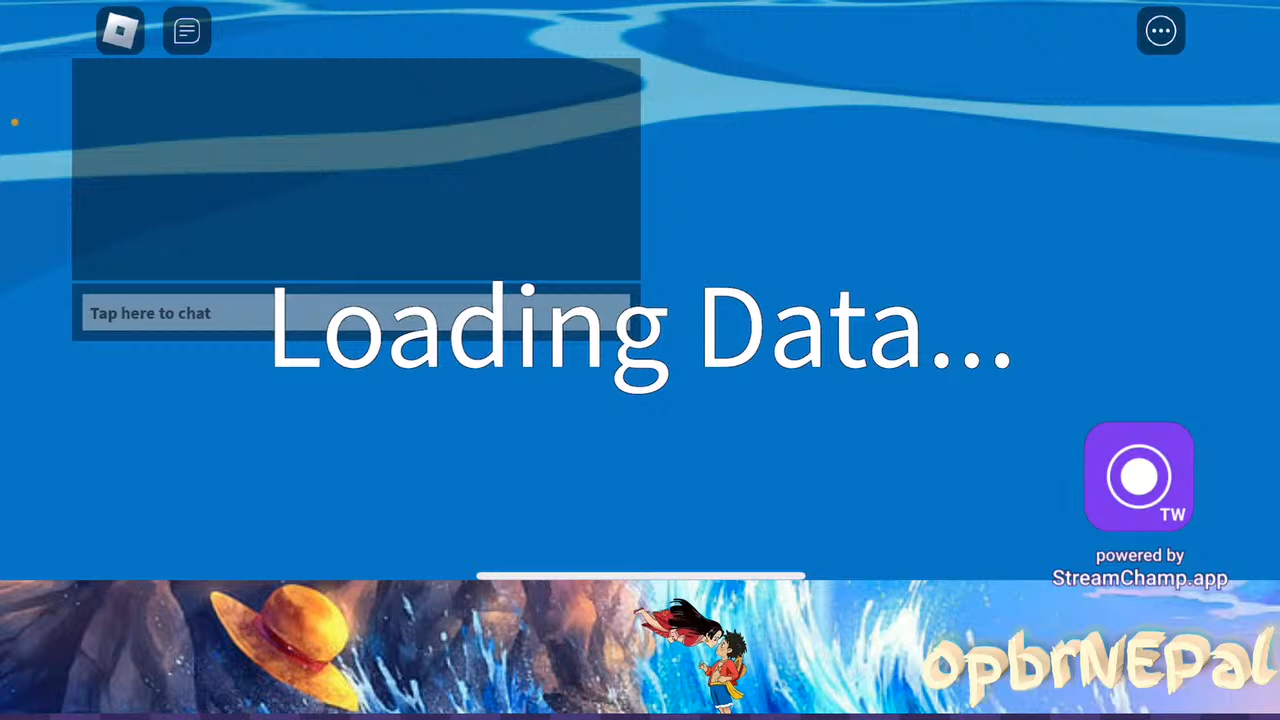 Tap here to chat
Loading Data...
TW
powered by
StreamChamp.app
opbrNEPal